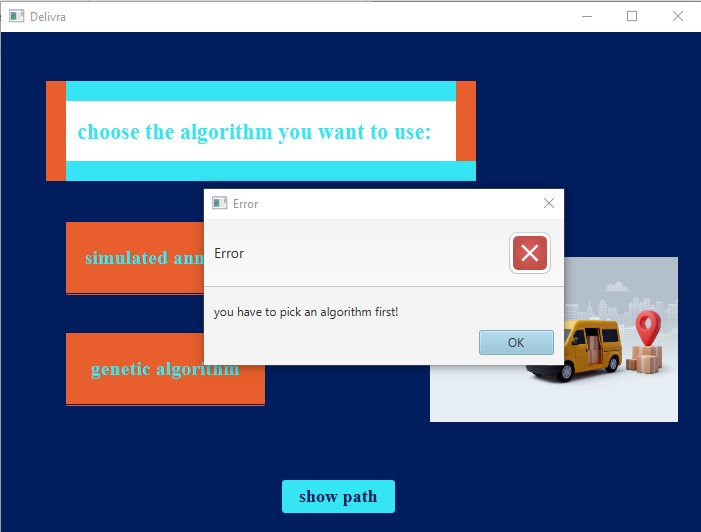 Delivra
choose the algorithm you want to use:
Error
Error
simulated ann
you have to pick an algorithm first!
OK
genetic algorithm
show path